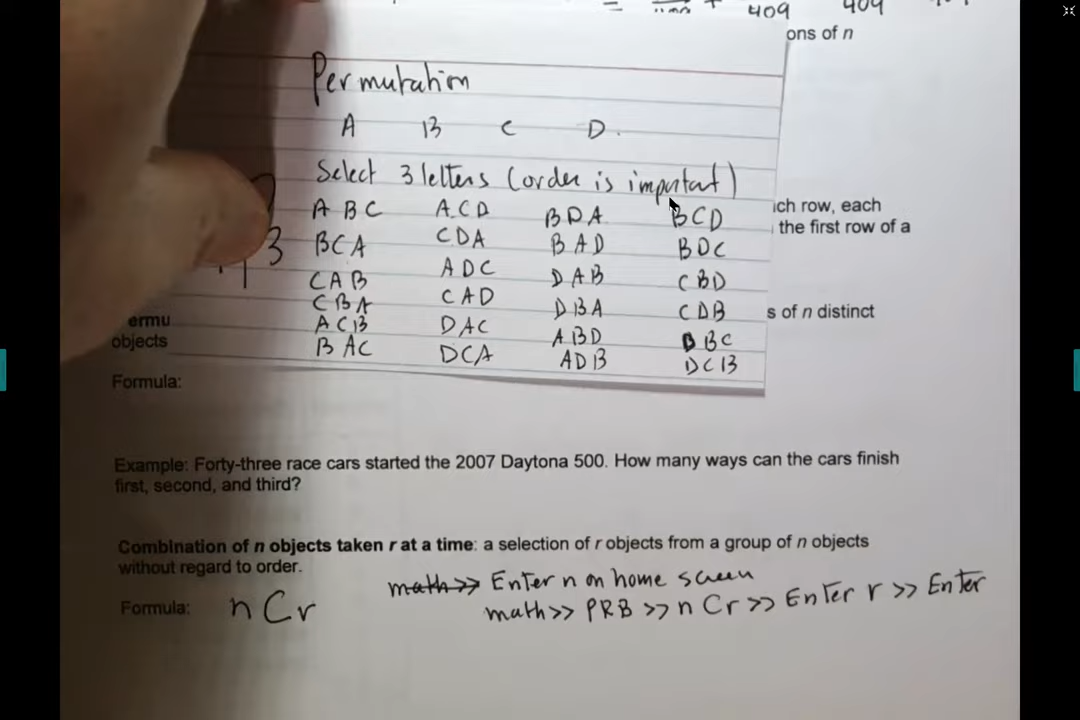 409 409
ons of n
Permutation
A B C D.
Select 3 letters (order is important)
ABC ACD BDA BCD
ich row, each
BCA CDA BAD BDC
the first row of a
3
CAB ADC DAB CBD
CBA CAD DBA CDB
s of n distinct
ermu
ACB DAC ABD DBC
objects
BAC DCA ADB DCB
Formula:
Example: Forty-three race cars started the 2007 Daytona 500. How many ways can the cars finish
first, second, and third?
Combination of n objects taken r at a time: a selection of r objects from a group of n objects
without regard to order.
math>> Enter n on home screen
Formula: nCr math>> PRB >> nCr >> Enter r >> Enter